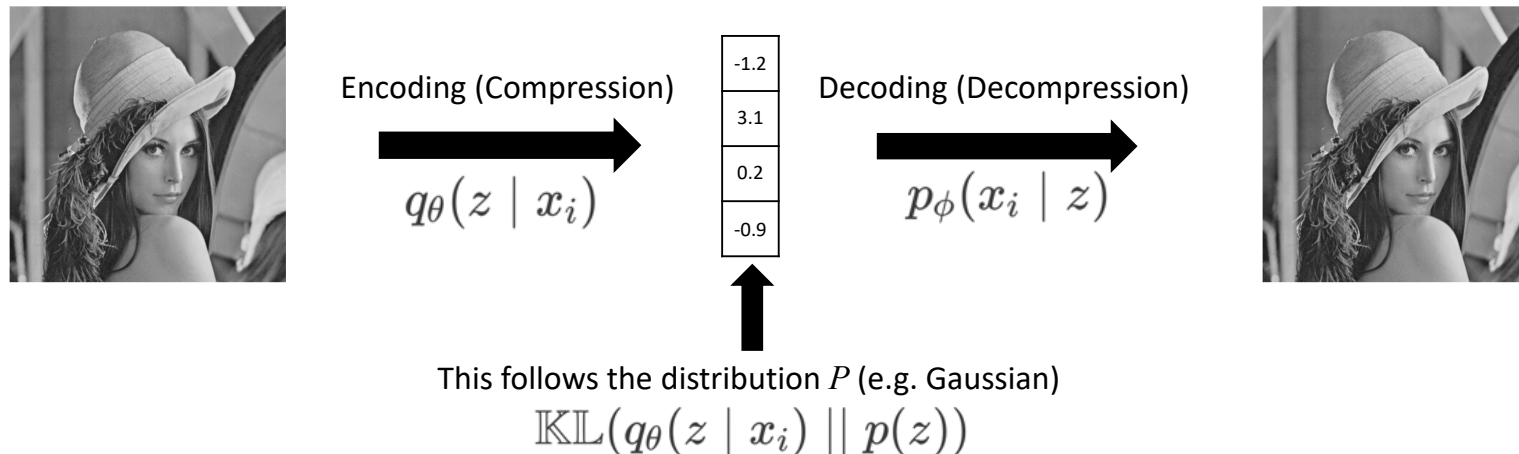 Encoding (Compression)
q_θ(z | x_i)
-1.2
3.1
0.2
-0.9
Decoding (Decompression)
p_ϕ(x_i | z)
This follows the distribution P (e.g. Gaussian)
𝕂𝕃(q_θ(z | x_i) || p(z))